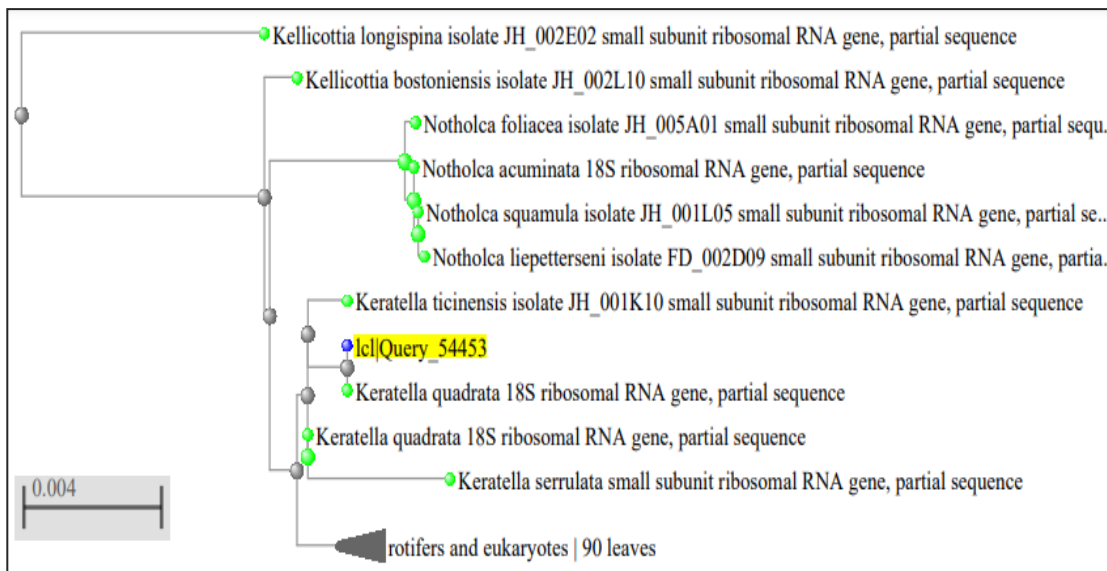 Kellicottia longispina isolate JH_002E02 small subunit ribosomal RNA gene, partial sequence
Kellicottia bostoniensis isolate JH_002L10 small subunit ribosomal RNA gene, partial sequence
Notholca foliacea isolate JH_005A01 small subunit ribosomal RNA gene, partial sequ..
Notholca acuminata 18S ribosomal RNA gene, partial sequence
Notholca squamula isolate JH_001L05 small subunit ribosomal RNA gene, partial se..
Notholca liepetterseni isolate FD_002D09 small subunit ribosomal RNA gene, partia..
Keratella ticinensis isolate JH_001K10 small subunit ribosomal RNA gene, partial sequence
lcl|Query_54453
Keratella quadrata 18S ribosomal RNA gene, partial sequence
Keratella quadrata 18S ribosomal RNA gene, partial sequence
Keratella serrulata small subunit ribosomal RNA gene, partial sequence
0.004
rotifers and eukaryotes | 90 leaves